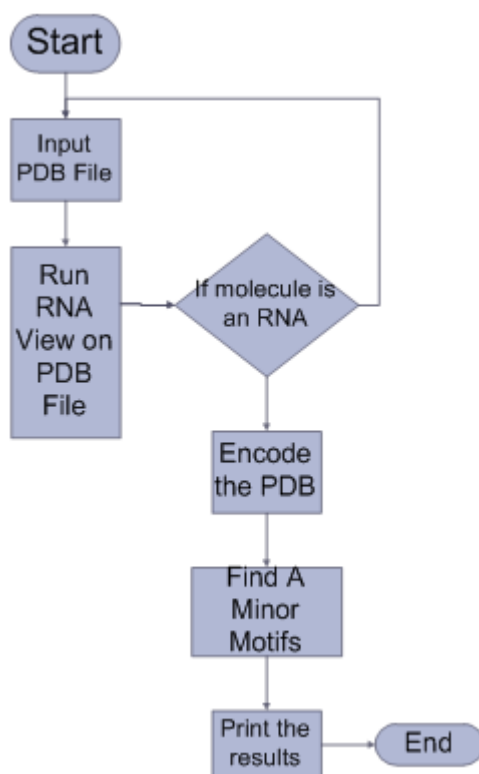 Start
Input
PDB File
Run
RNA
View on
PDB
File
If molecule is
an RNA
Encode
the PDB
Find A
Minor
Motifs
Print the
results
End